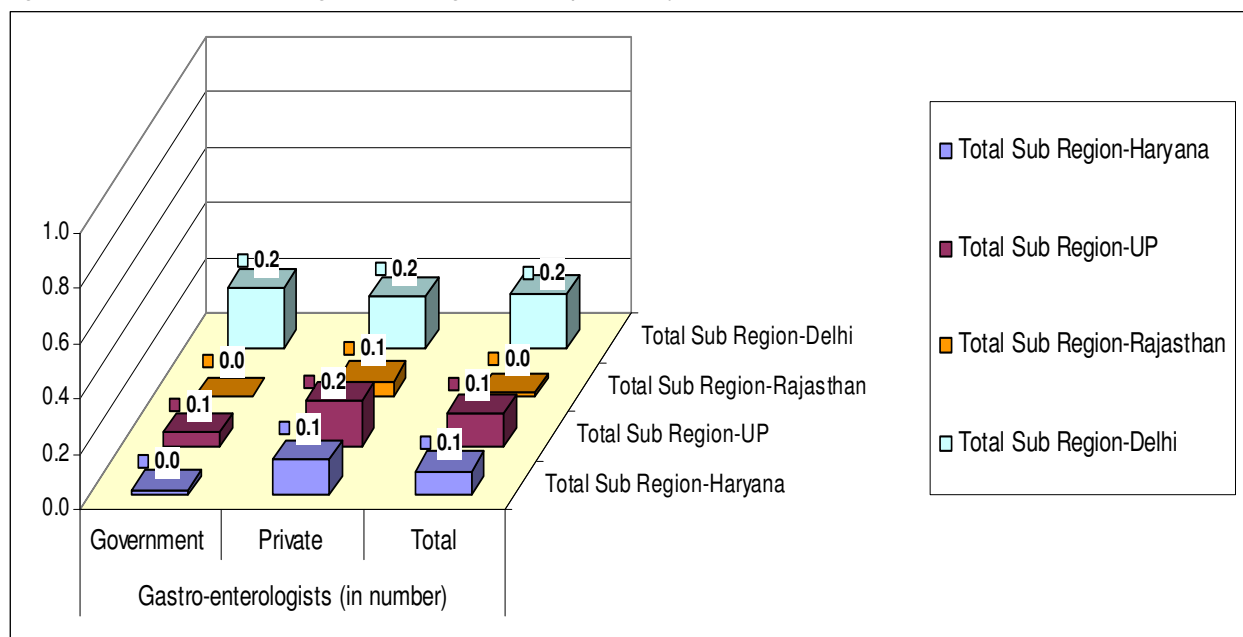 1.0
0.8
0.6
0.4
0.2
0.0
0.2
0.2
0.2
0.0
0.1
0.0
0.1
0.2
0.1
0.0
0.1
0.1
Total Sub Region-Delhi
Total Sub Region-Rajasthan
Total Sub Region-UP
Total Sub Region-Haryana
Government
Private
Total
Gastro-enterologists (in number)
Total Sub Region-Haryana
Total Sub Region-UP
Total Sub Region-Rajasthan
Total Sub Region-Delhi